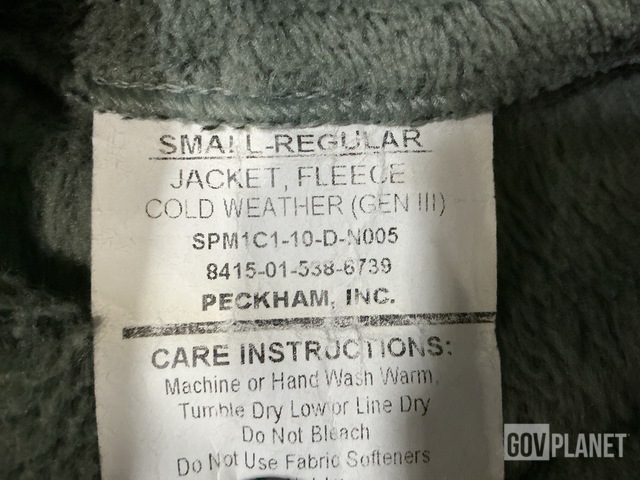 SMALL-REGULAR
JACKET, FLEECE
COLD WEATHER (GEN III)
SPM1C1-10-D-N005
8415-01-538-6739
PECKHAM, INC.
CARE INSTRUCTIONS:
Machine or Hand Wash Warm,
Tumble Dry Low or Line Dry
Do Not Bleach
Do Not Use Fabric Softeners
GOVPLANET